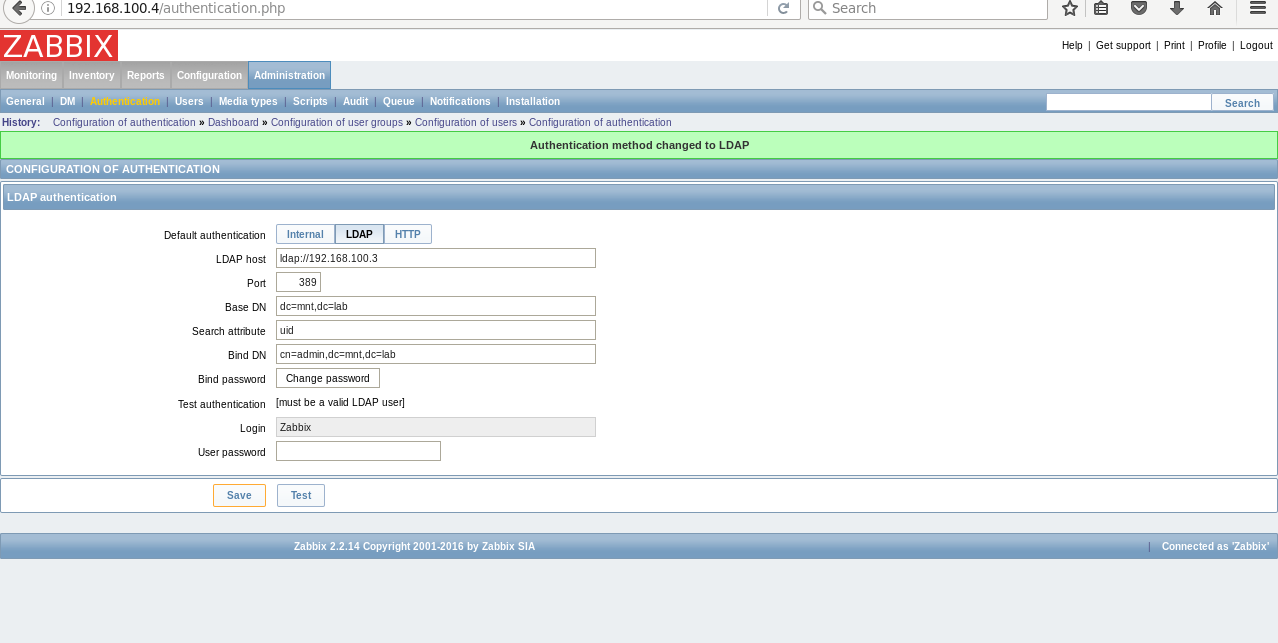 192.168.100.4/authentication.php Search
ZABBIX
Help | Get support | Print | Profile | Logout
Monitoring Inventory Reports Configuration Administration
General | DM | Authentication | Users | Media types | Scripts | Audit | Queue | Notifications | Installation Search
History: Configuration of authentication » Dashboard » Configuration of user groups » Configuration of users » Configuration of authentication
Authentication method changed to LDAP
CONFIGURATION OF AUTHENTICATION
LDAP authentication
Default authentication Internal LDAP HTTP
LDAP host ldap://192.168.100.3
Port 389
Base DN dc=mnt,dc=lab
Search attribute uid
Bind DN cn=admin,dc=mnt,dc=lab
Bind password Change password
Test authentication [must be a valid LDAP user]
Login Zabbix
User password
Save Test
Zabbix 2.2.14 Copyright 2001-2016 by Zabbix SIA | Connected as 'Zabbix'